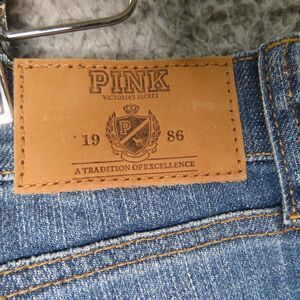 PINK
VICTORIA'S SECRET
P
19 86
A TRADITION OF EXCELLENCE